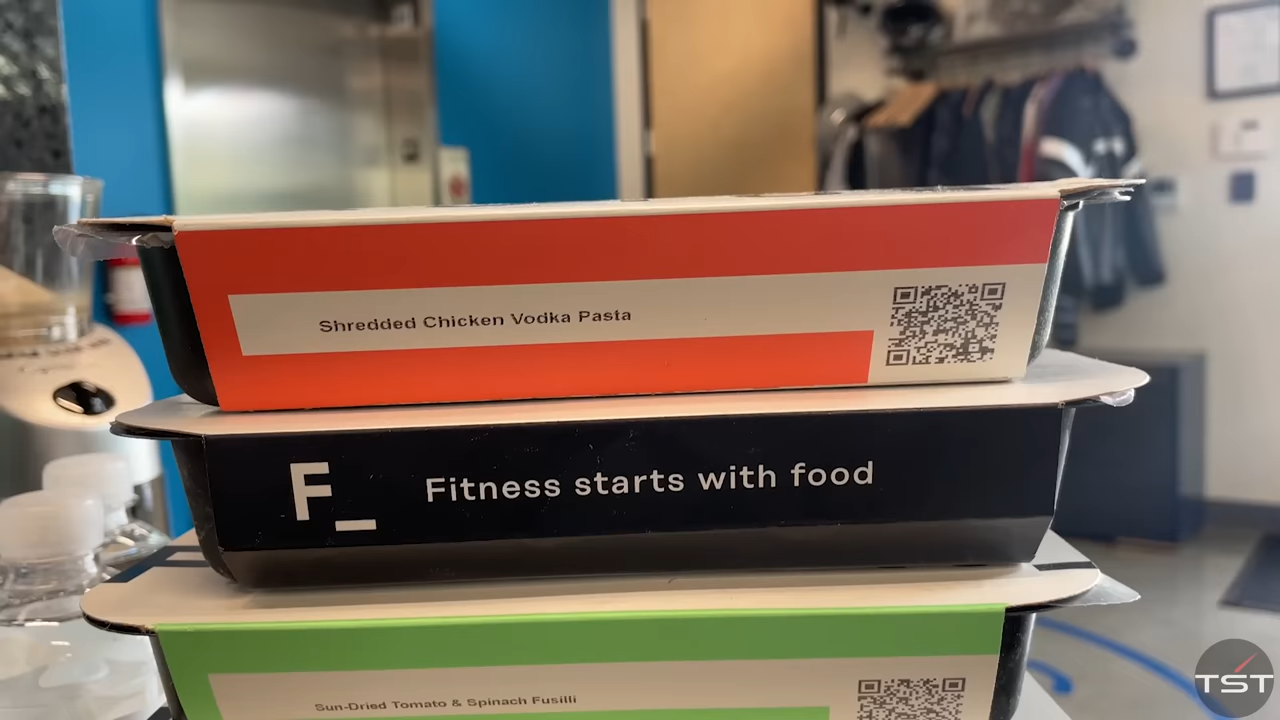 Shredded Chicken Vodka Pasta
F_
Fitness starts with food
Sun-Dried Tomato & Spinach Fusilli
TST